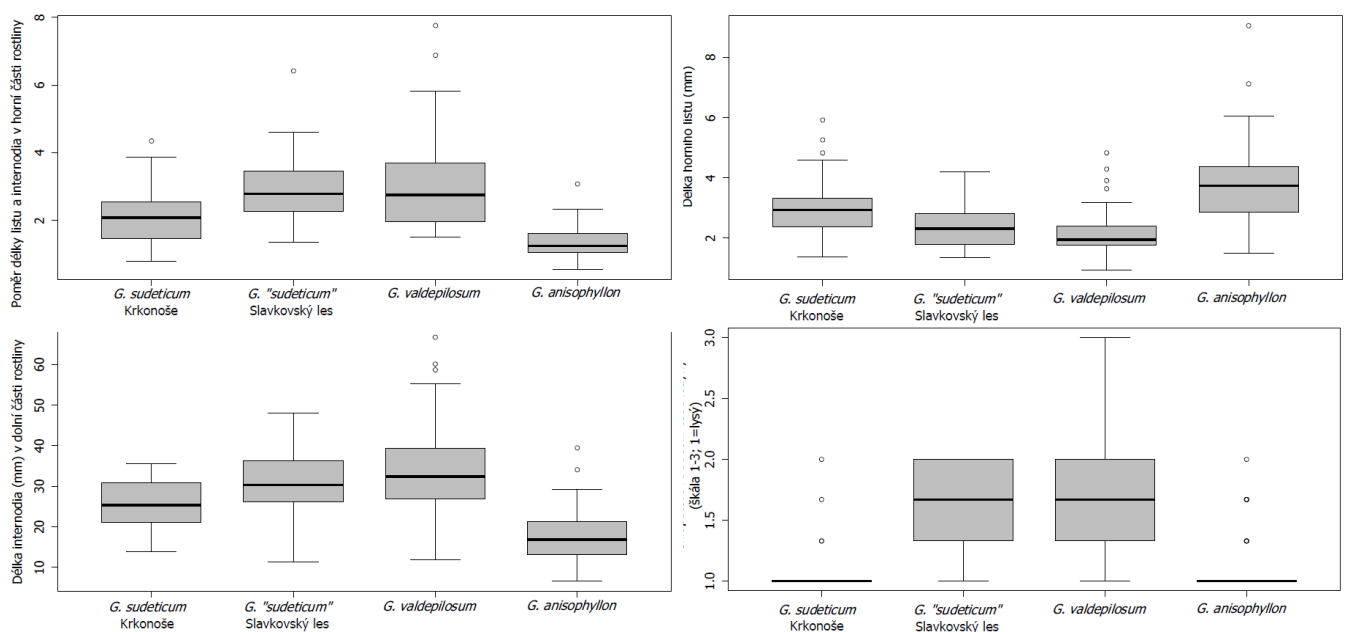 Poměr délky listu a internodia v horní části rostliny
8
6
4
2
G. sudeticum
Krkonoše
G. "sudeticum"
Slavkovský les
G. valdepilosum
G. anisophyllon
Délka horního listu (mm)
8
6
4
2
G. sudeticum
Krkonoše
G. "sudeticum"
Slavkovský les
G. valdepilosum
G. anisophyllon
Délka internodia (mm) v dolní části rostliny
60
50
40
30
20
10
G. sudeticum
Krkonoše
G. "sudeticum"
Slavkovský les
G. valdepilosum
G. anisophyllon
(škála 1-3; 1=lysý)
3.0
2.5
2.0
1.5
1.0
G. sudeticum
Krkonoše
G. "sudeticum"
Slavkovský les
G. valdepilosum
G. anisophyllon